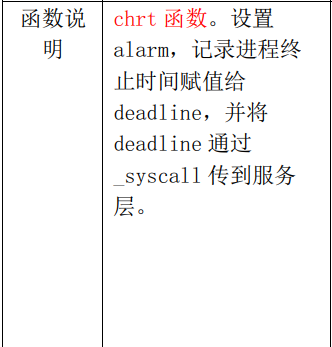 函数说
明
chrt 函数。设置
alarm，记录进程终
止时间赋值给
deadline，并将
deadline 通过
_syscall 传到服务
层。